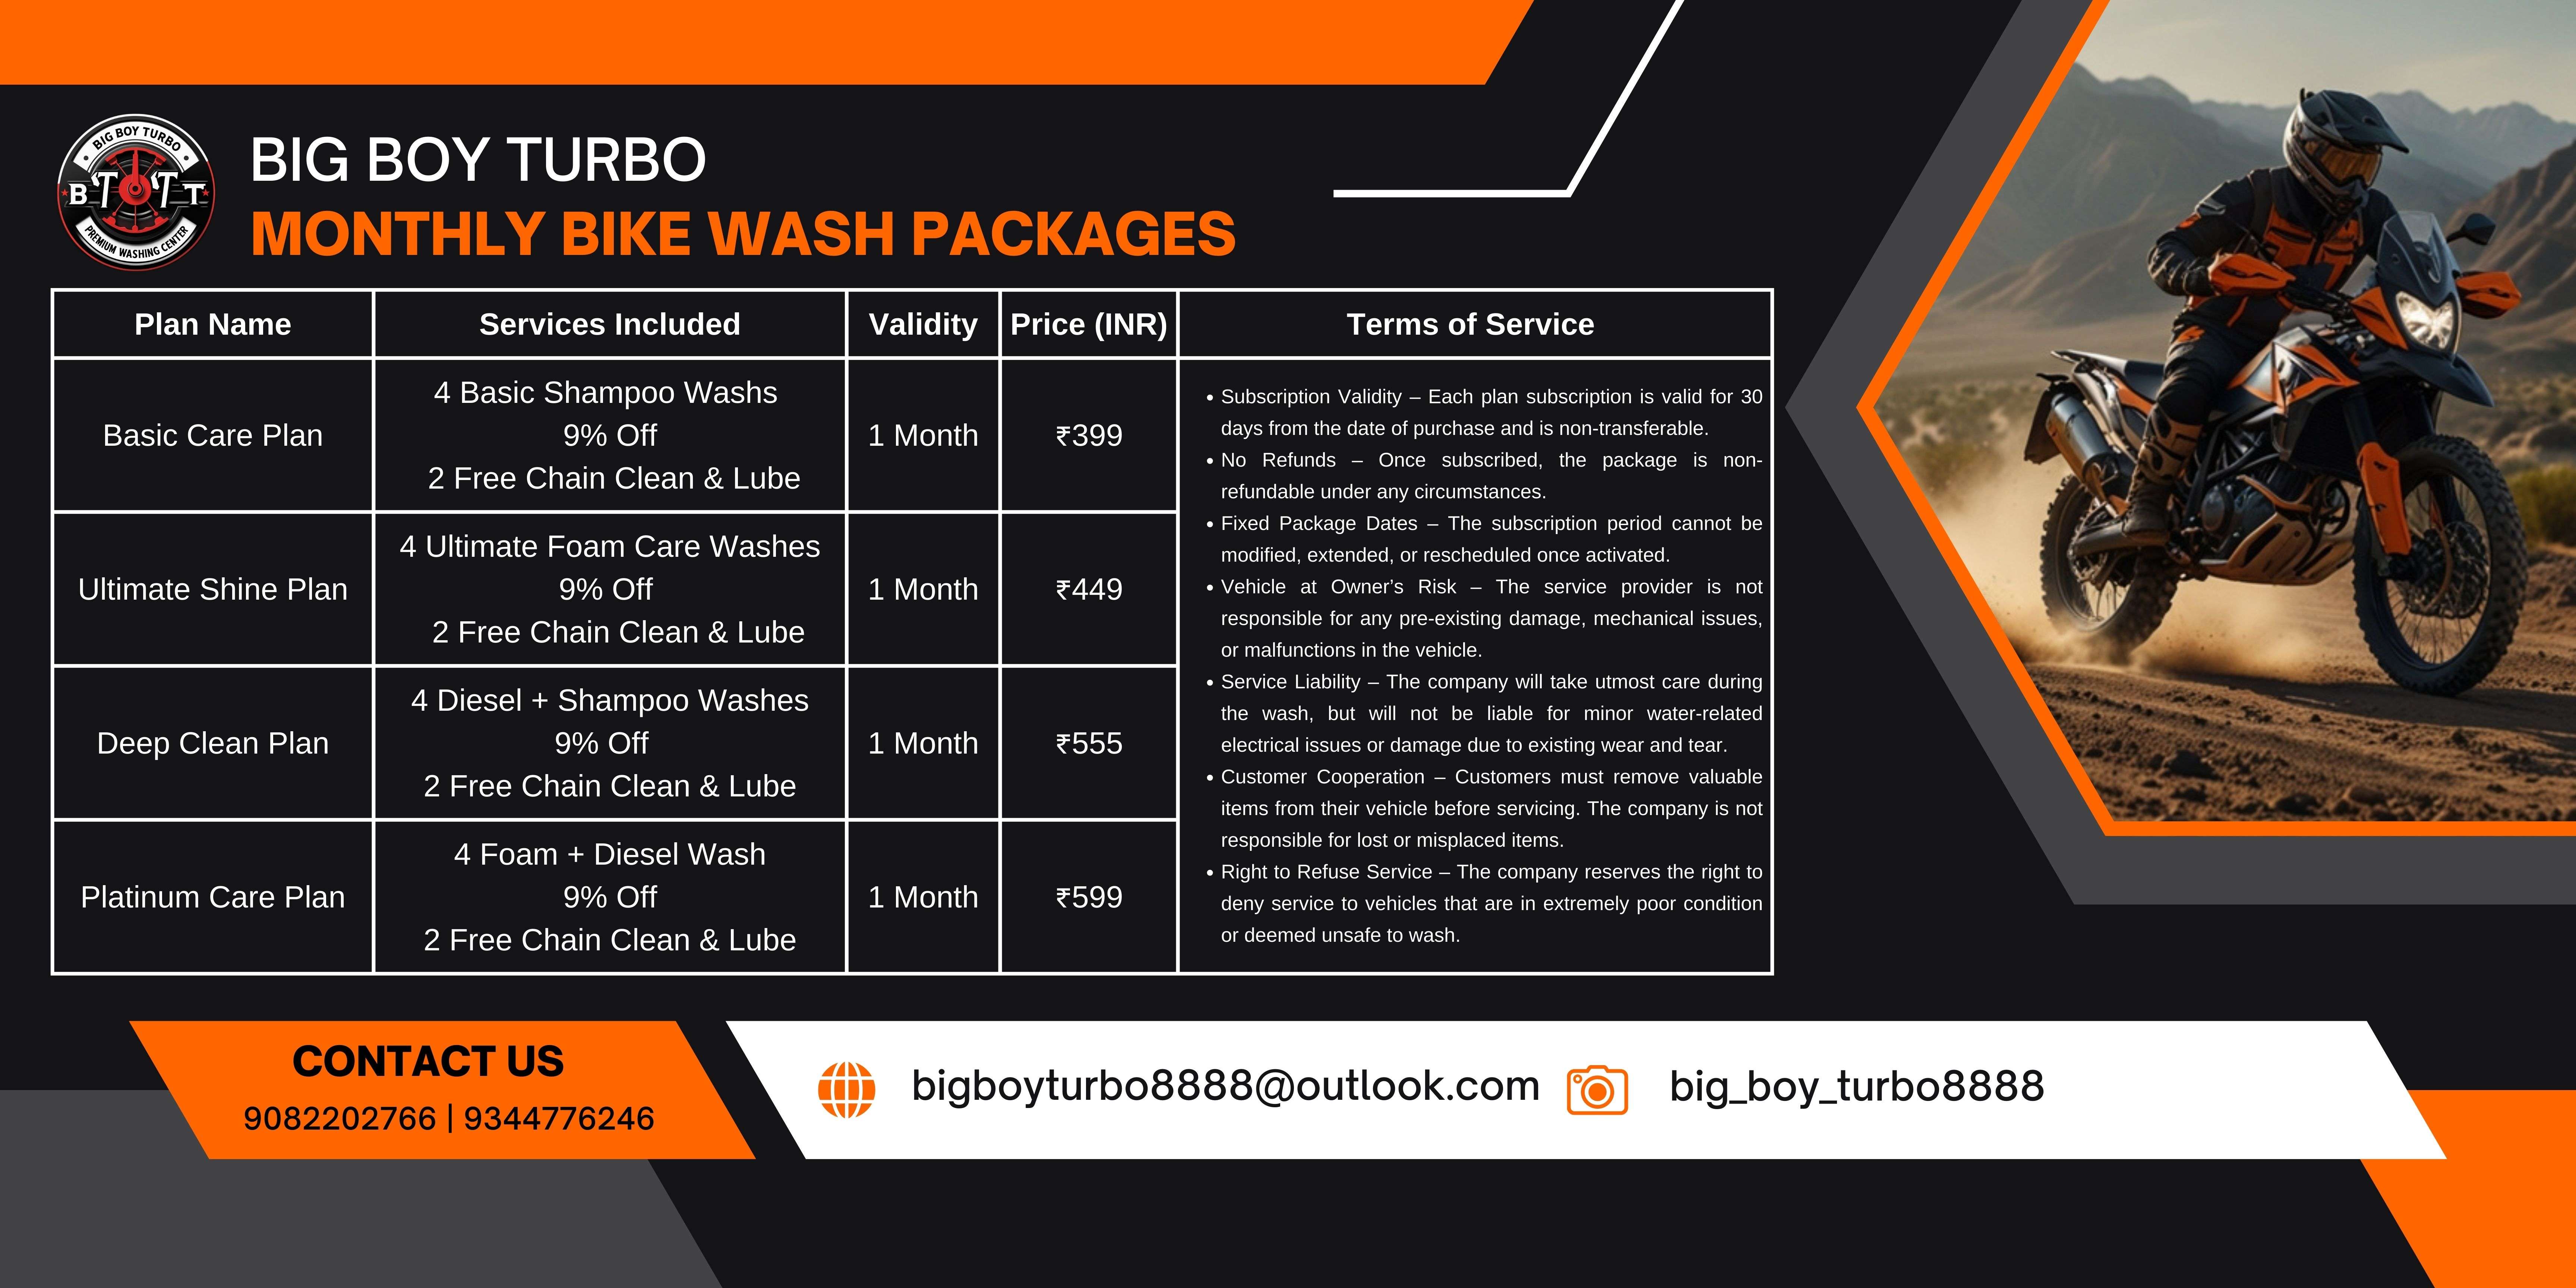 BIG BOY TURBO
B T T T
PREMIUM WASHING CENTER
BIG BOY TURBO
MONTHLY BIKE WASH PACKAGES
Plan Name
Services Included
Validity
Price (INR)
Terms of Service
Basic Care Plan
4 Basic Shampoo Washs
9% Off
2 Free Chain Clean & Lube
1 Month
₹399
Ultimate Shine Plan
4 Ultimate Foam Care Washes
9% Off
2 Free Chain Clean & Lube
1 Month
₹449
Deep Clean Plan
4 Diesel + Shampoo Washes
9% Off
2 Free Chain Clean & Lube
1 Month
₹555
Platinum Care Plan
4 Foam + Diesel Wash
9% Off
2 Free Chain Clean & Lube
1 Month
₹599
• Subscription Validity – Each plan subscription is valid for 30
days from the date of purchase and is non-transferable.
• No Refunds – Once subscribed, the package is non-
refundable under any circumstances.
• Fixed Package Dates – The subscription period cannot be
modified, extended, or rescheduled once activated.
• Vehicle at Owner’s Risk – The service provider is not
responsible for any pre-existing damage, mechanical issues,
or malfunctions in the vehicle.
• Service Liability – The company will take utmost care during
the wash, but will not be liable for minor water-related
electrical issues or damage due to existing wear and tear.
• Customer Cooperation – Customers must remove valuable
items from their vehicle before servicing. The company is not
responsible for lost or misplaced items.
• Right to Refuse Service – The company reserves the right to
deny service to vehicles that are in extremely poor condition
or deemed unsafe to wash.
CONTACT US
9082202766 | 9344776246
bigboyturbo8888@outlook.com
big_boy_turbo8888